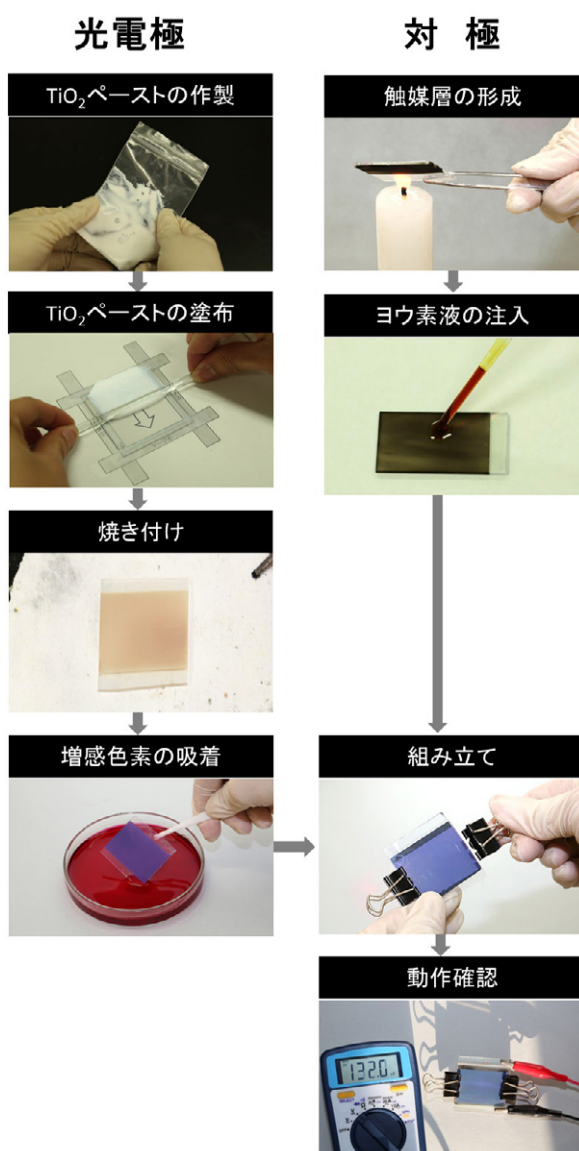 光電極
対 極
TiO₂ペーストの作製
触媒層の形成
TiO₂ペーストの塗布
ヨウ素液の注入
焼き付け
増感色素の吸着
組み立て
動作確認
132.0